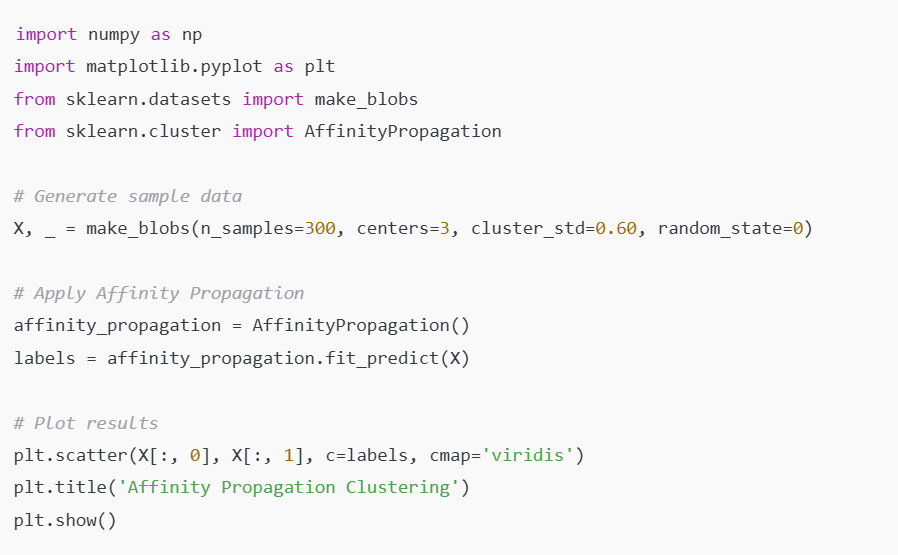 import numpy as np
import matplotlib.pyplot as plt
from sklearn.datasets import make_blobs
from sklearn.cluster import AffinityPropagation
# Generate sample data
X, _ = make_blobs(n_samples=300, centers=3, cluster_std=0.60, random_state=0)
# Apply Affinity Propagation
affinity_propagation = AffinityPropagation()
labels = affinity_propagation.fit_predict(X)
# Plot results
plt.scatter(X[:, 0], X[:, 1], c=labels, cmap='viridis')
plt.title('Affinity Propagation Clustering')
plt.show()